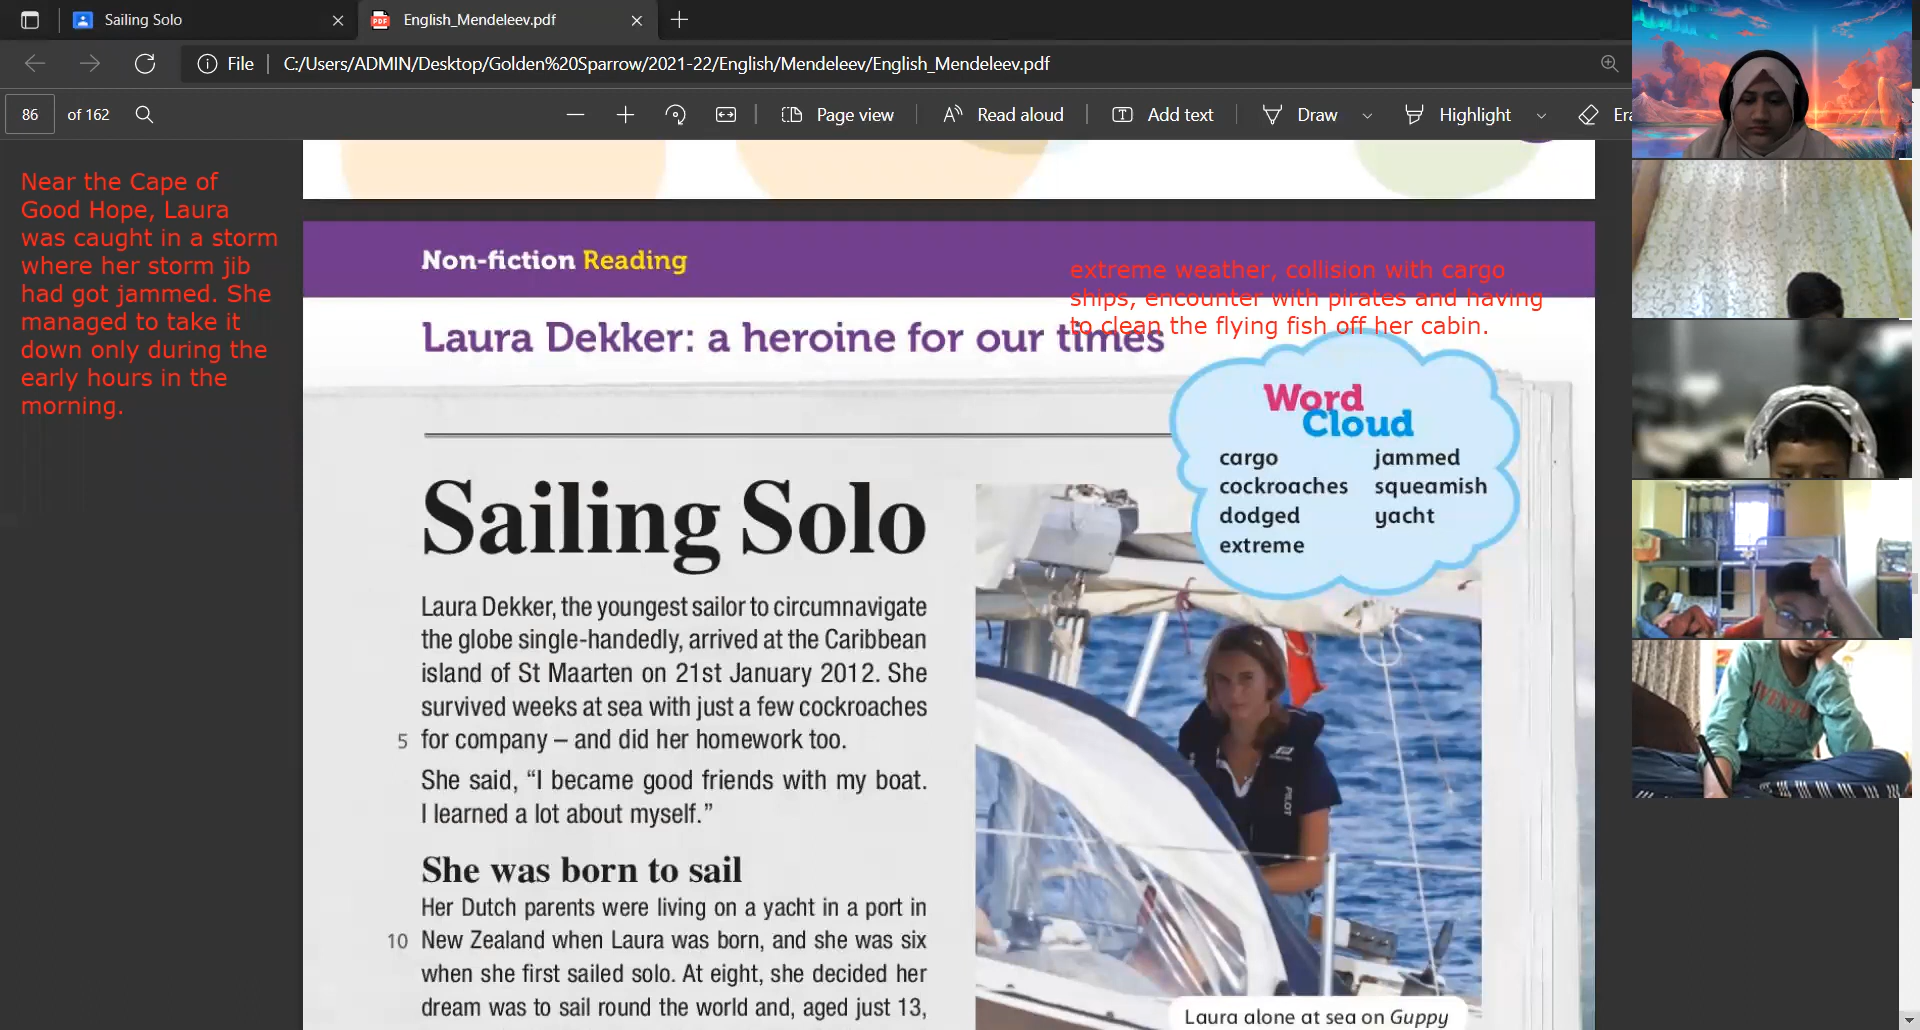 Sailing Solo
English_Mendeleev.pdf
File
C:/Users/ADMIN/Desktop/Golden%20Sparrow/2021-22/English/Mendeleev/English_Mendeleev.pdf
86 of 162
Page view
Read aloud
Add text
Draw
Highlight
Era
Near the Cape of
Good Hope, Laura
was caught in a storm
where her storm jib
had got jammed. She
managed to take it
down only during the
early hours in the
morning.
Non-fiction Reading
extreme weather, collision with cargo
ships, encounter with pirates and having
to clean the flying fish off her cabin.
Laura Dekker: a heroine for our times
Word
Cloud
cargo
cockroaches
dodged
extreme
jammed
squeamish
yacht
Sailing Solo
Laura Dekker, the youngest sailor to circumnavigate
the globe single-handedly, arrived at the Caribbean
island of St Maarten on 21st January 2012. She
survived weeks at sea with just a few cockroaches
5 for company – and did her homework too.
She said, “I became good friends with my boat.
I learned a lot about myself.”
She was born to sail
Her Dutch parents were living on a yacht in a port in
10 New Zealand when Laura was born, and she was six
when she first sailed solo. At eight, she decided her
dream was to sail round the world and, aged just 13,
PILOT
Laura alone at sea on Guppy